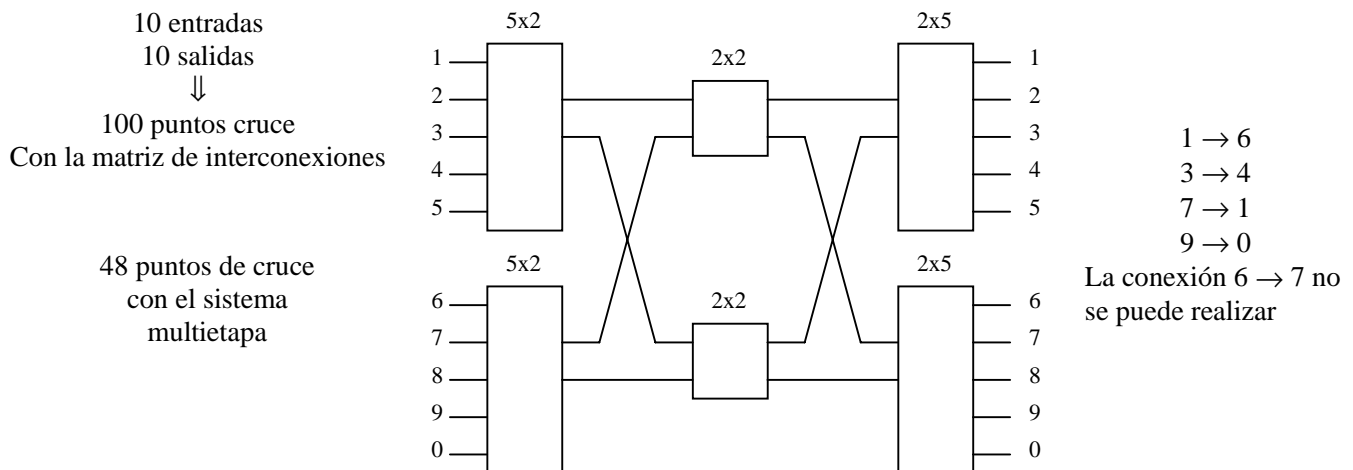 10 entradas
10 salidas
⇓
100 puntos cruce
Con la matriz de interconexiones
48 puntos de cruce
con el sistema
multietapa
5x2
1
2
3
4
5
5x2
6
7
8
9
0
2x2
2x2
2x5
1
2
3
4
5
2x5
6
7
8
9
0
1 → 6
3 → 4
7 → 1
9 → 0
La conexión 6 → 7 no
se puede realizar